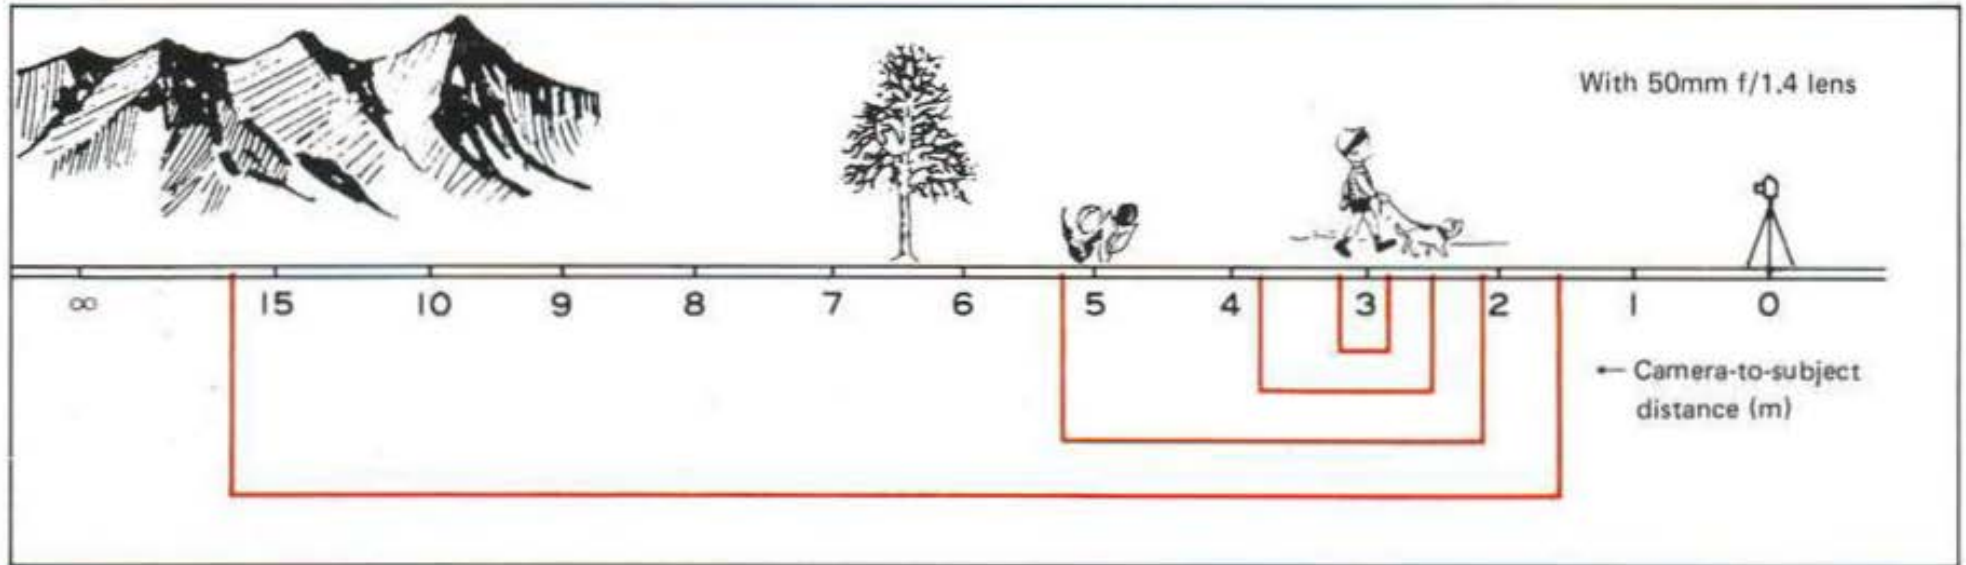 With 50mm f/1.4 lens
∞ 15 10 9 8 7 6 5 4 3 2 1 0
← Camera-to-subject
distance (m)